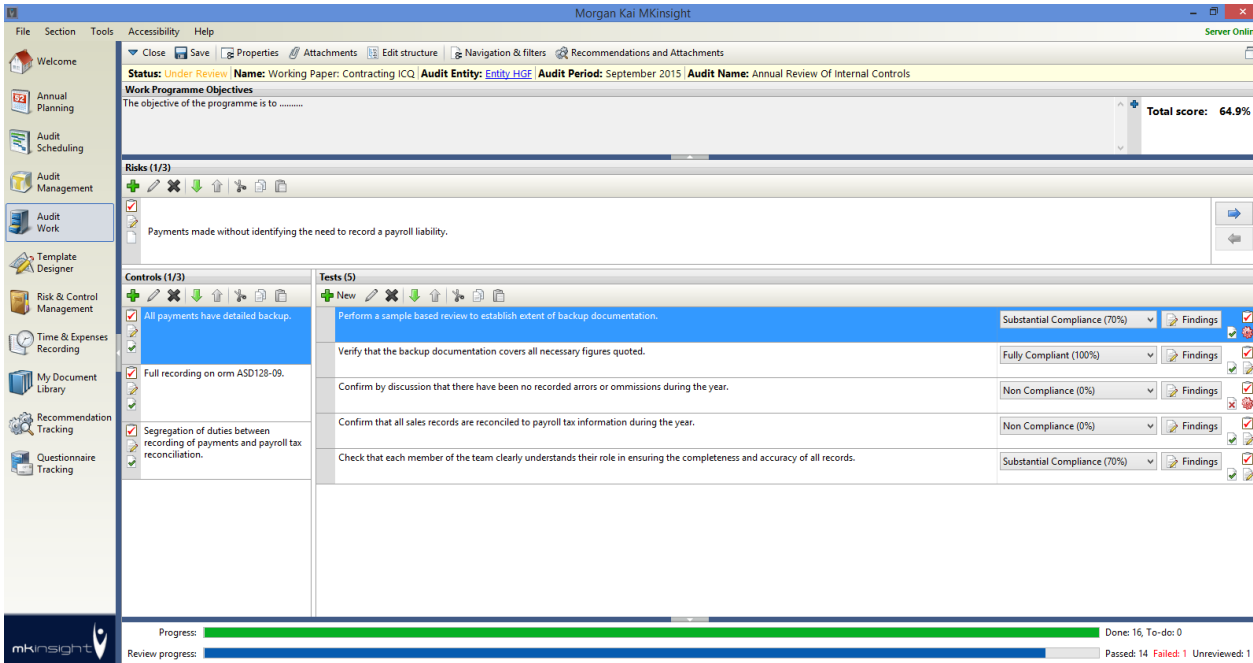 Morgan Kai MKinsight
File Section Tools Accessibility Help
Server Onlin
Close Save Properties Attachments Edit structure Navigation & filters Recommendations and Attachments
Status: Under Review Name: Working Paper: Contracting ICQ Audit Entity: Entity HGF Audit Period: September 2015 Audit Name: Annual Review Of Internal Controls
Welcome
Annual
Planning
Audit
Scheduling
Audit
Management
Audit
Work
Template
Designer
Risk & Control
Management
Time & Expenses
Recording
My Document
Library
Recommendation
Tracking
Questionnaire
Tracking
mkinsight
Work Programme Objectives
The objective of the programme is to ..........
Total score: 64.9%
Risks (1/3)
Payments made without identifying the need to record a payroll liability.
Controls (1/3)
All payments have detailed backup.
Full recording on orm ASD128-09.
Segregation of duties between
recording of payments and payroll tax
reconciliation.
Tests (5)
New
Perform a sample based review to establish extent of backup documentation.
Substantial Compliance (70%) Findings
Verify that the backup documentation covers all necessary figures quoted.
Fully Compliant (100%) Findings
Confirm by discussion that there have been no recorded arrors or ommissions during the year.
Non Compliance (0%) Findings
Confirm that all sales records are reconciled to payroll tax information during the year.
Non Compliance (0%) Findings
Check that each member of the team clearly understands their role in ensuring the completeness and accuracy of all records.
Substantial Compliance (70%) Findings
Progress: Done: 16, To-do: 0
Review progress: Passed: 14 Failed: 1 Unreviewed: 1